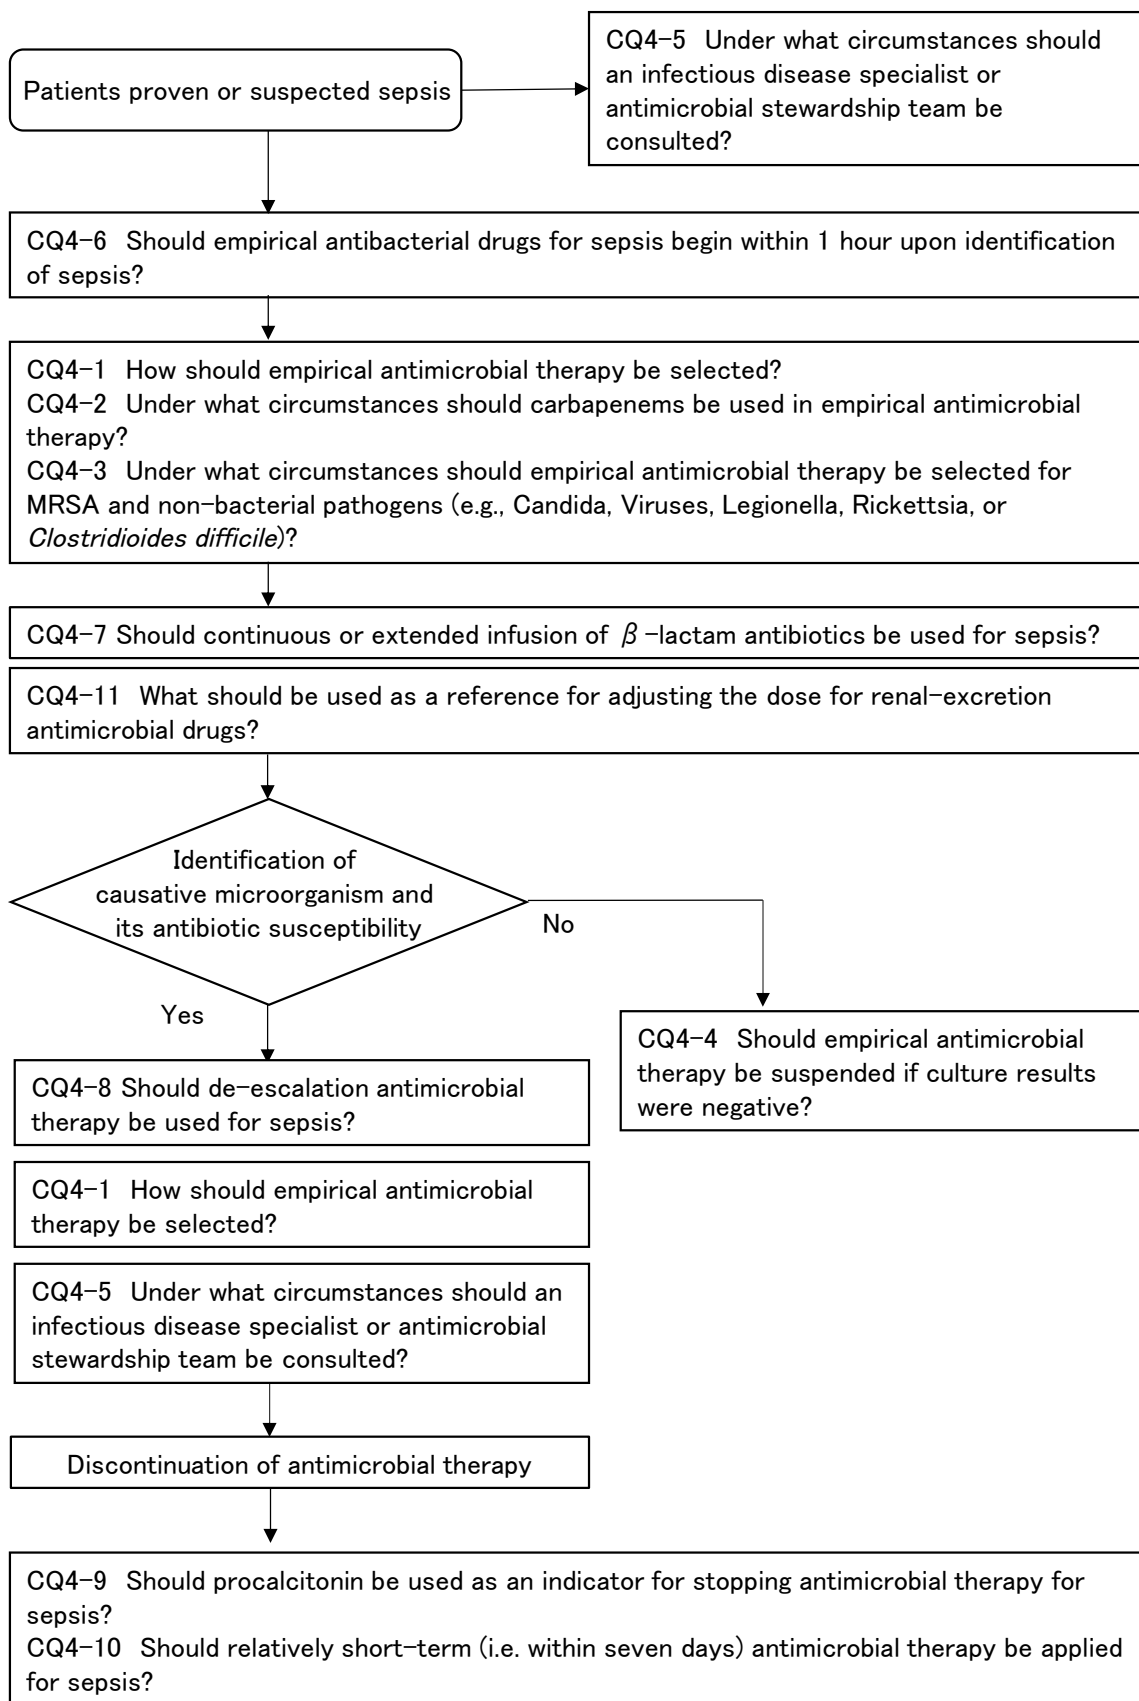 Patients proven or suspected sepsis
CQ4-5 Under what circumstances should
an infectious disease specialist or
antimicrobial stewardship team be
consulted?
CQ4-6 Should empirical antibacterial drugs for sepsis begin within 1 hour upon identification
of sepsis?
CQ4-1 How should empirical antimicrobial therapy be selected?
CQ4-2 Under what circumstances should carbapenems be used in empirical antimicrobial
therapy?
CQ4-3 Under what circumstances should empirical antimicrobial therapy be selected for
MRSA and non-bacterial pathogens (e.g., Candida, Viruses, Legionella, Rickettsia, or
Clostridioides difficile)?
CQ4-7 Should continuous or extended infusion of β-lactam antibiotics be used for sepsis?
CQ4-11 What should be used as a reference for adjusting the dose for renal-excretion
antimicrobial drugs?
Identification of
causative microorganism and
its antibiotic susceptibility
No
Yes
CQ4-4 Should empirical antimicrobial
therapy be suspended if culture results
were negative?
CQ4-8 Should de-escalation antimicrobial
therapy be used for sepsis?
CQ4-1 How should empirical antimicrobial
therapy be selected?
CQ4-5 Under what circumstances should an
infectious disease specialist or antimicrobial
stewardship team be consulted?
Discontinuation of antimicrobial therapy
CQ4-9 Should procalcitonin be used as an indicator for stopping antimicrobial therapy for
sepsis?
CQ4-10 Should relatively short-term (i.e. within seven days) antimicrobial therapy be applied
for sepsis?